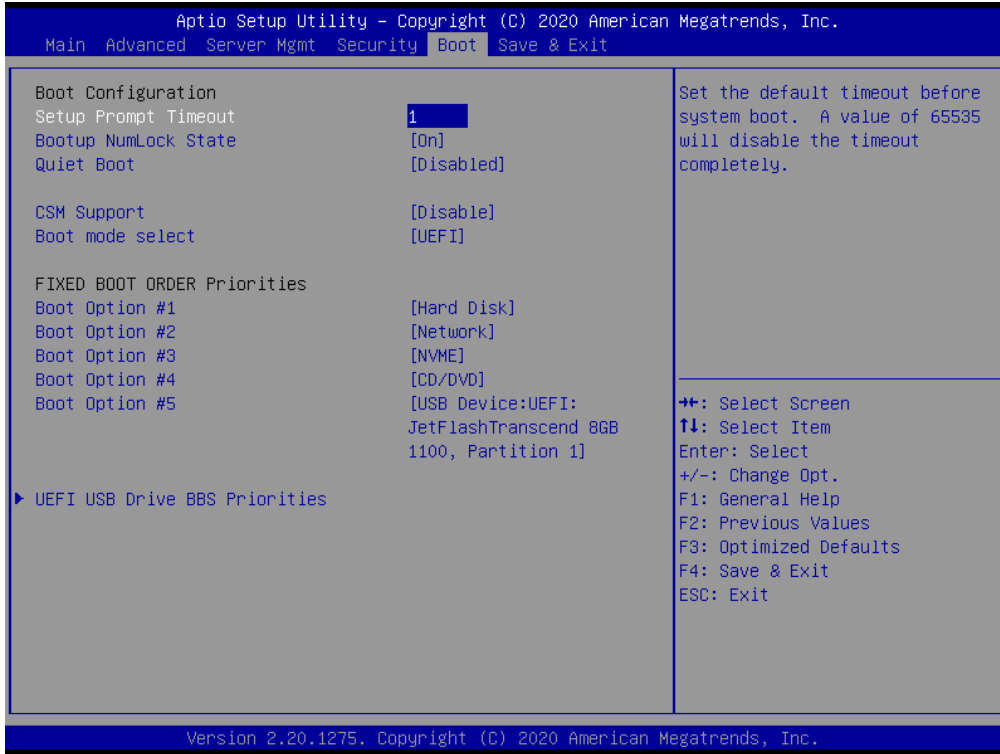 Aptio Setup Utility – Copyright (C) 2020 American Megatrends, Inc.
Main Advanced Server Mgmt Security Boot Save & Exit
Boot Configuration
Setup Prompt Timeout 1
Bootup NumLock State [On]
Quiet Boot [Disabled]
CSM Support [Disable]
Boot mode select [UEFI]
FIXED BOOT ORDER Priorities
Boot Option #1 [Hard Disk]
Boot Option #2 [Network]
Boot Option #3 [NVME]
Boot Option #4 [CD/DVD]
Boot Option #5 [USB Device:UEFI:
JetFlashTranscend 8GB
1100, Partition 1]
UEFI USB Drive BBS Priorities
Set the default timeout before
system boot. A value of 65535
will disable the timeout
completely.
→←: Select Screen
↑↓: Select Item
Enter: Select
+/-: Change Opt.
F1: General Help
F2: Previous Values
F3: Optimized Defaults
F4: Save & Exit
ESC: Exit
Version 2.20.1275. Copyright (C) 2020 American Megatrends, Inc.